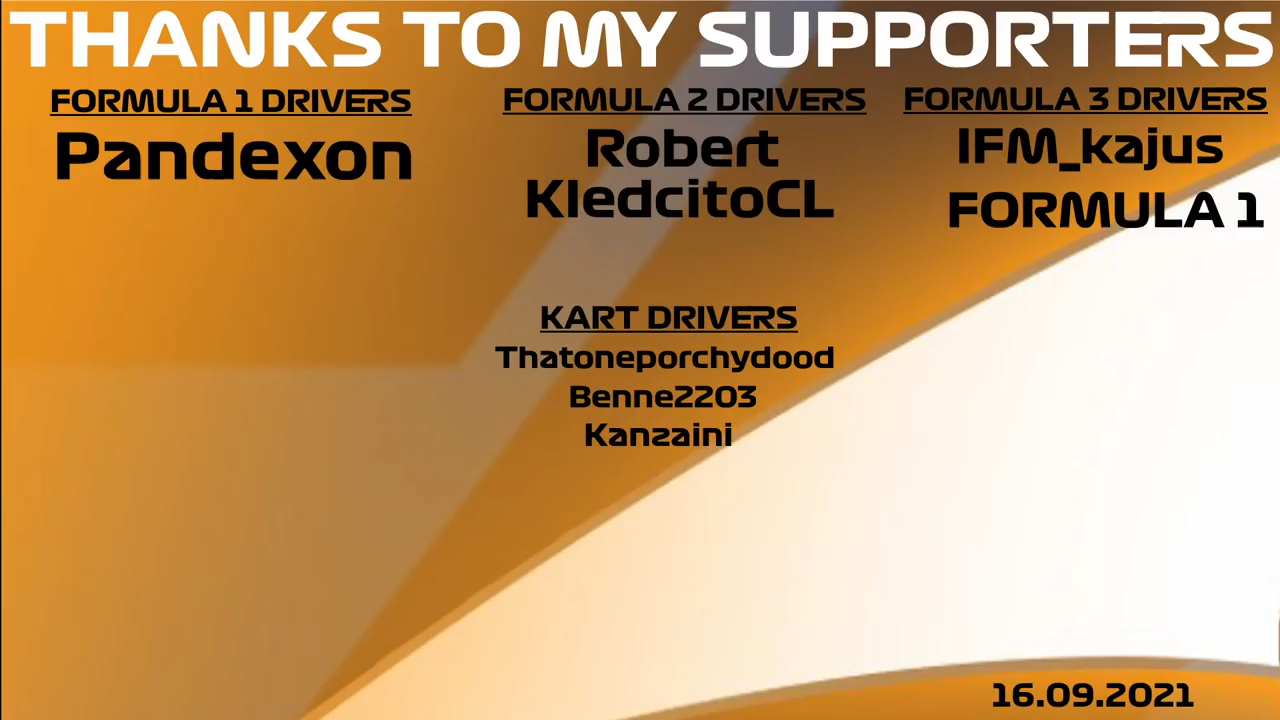 THANKS TO MY SUPPORTERS
FORMULA 1 DRIVERS
Pandexon
FORMULA 2 DRIVERS
Robert
KledcitoCL
FORMULA 3 DRIVERS
IFM_kajus
FORMULA 1
KART DRIVERS
Thatoneporchydood
Benne2203
Kanzaini
16.09.2021